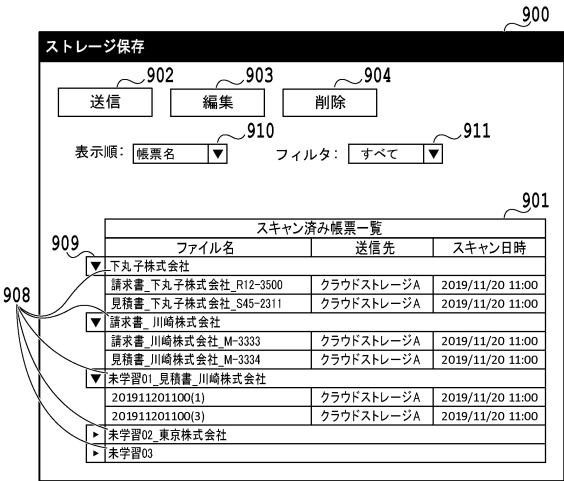 900
ストレージ保存
902 903 904
送信 編集 削除
910 911
表示順: 帳票名 ▼ フィルタ: すべて ▼
901
スキャン済み帳票一覧
909
ファイル名 送信先 スキャン日時
▼ 下丸子株式会社
請求書_下丸子株式会社_R12-3500 クラウドストレージA 2019/11/20 11:00
908
見積書_下丸子株式会社_S45-2311 クラウドストレージA 2019/11/20 11:00
▼ 請求書_川崎株式会社
請求書_川崎株式会社_M-3333 クラウドストレージA 2019/11/20 11:00
見積書_川崎株式会社_M-3334 クラウドストレージA 2019/11/20 11:00
▼ 未学習01_見積書_川崎株式会社
201911201100(1) クラウドストレージA 2019/11/20 11:00
201911201100(3) クラウドストレージA 2019/11/20 11:00
▶ 未学習02_東京株式会社
▶ 未学習03